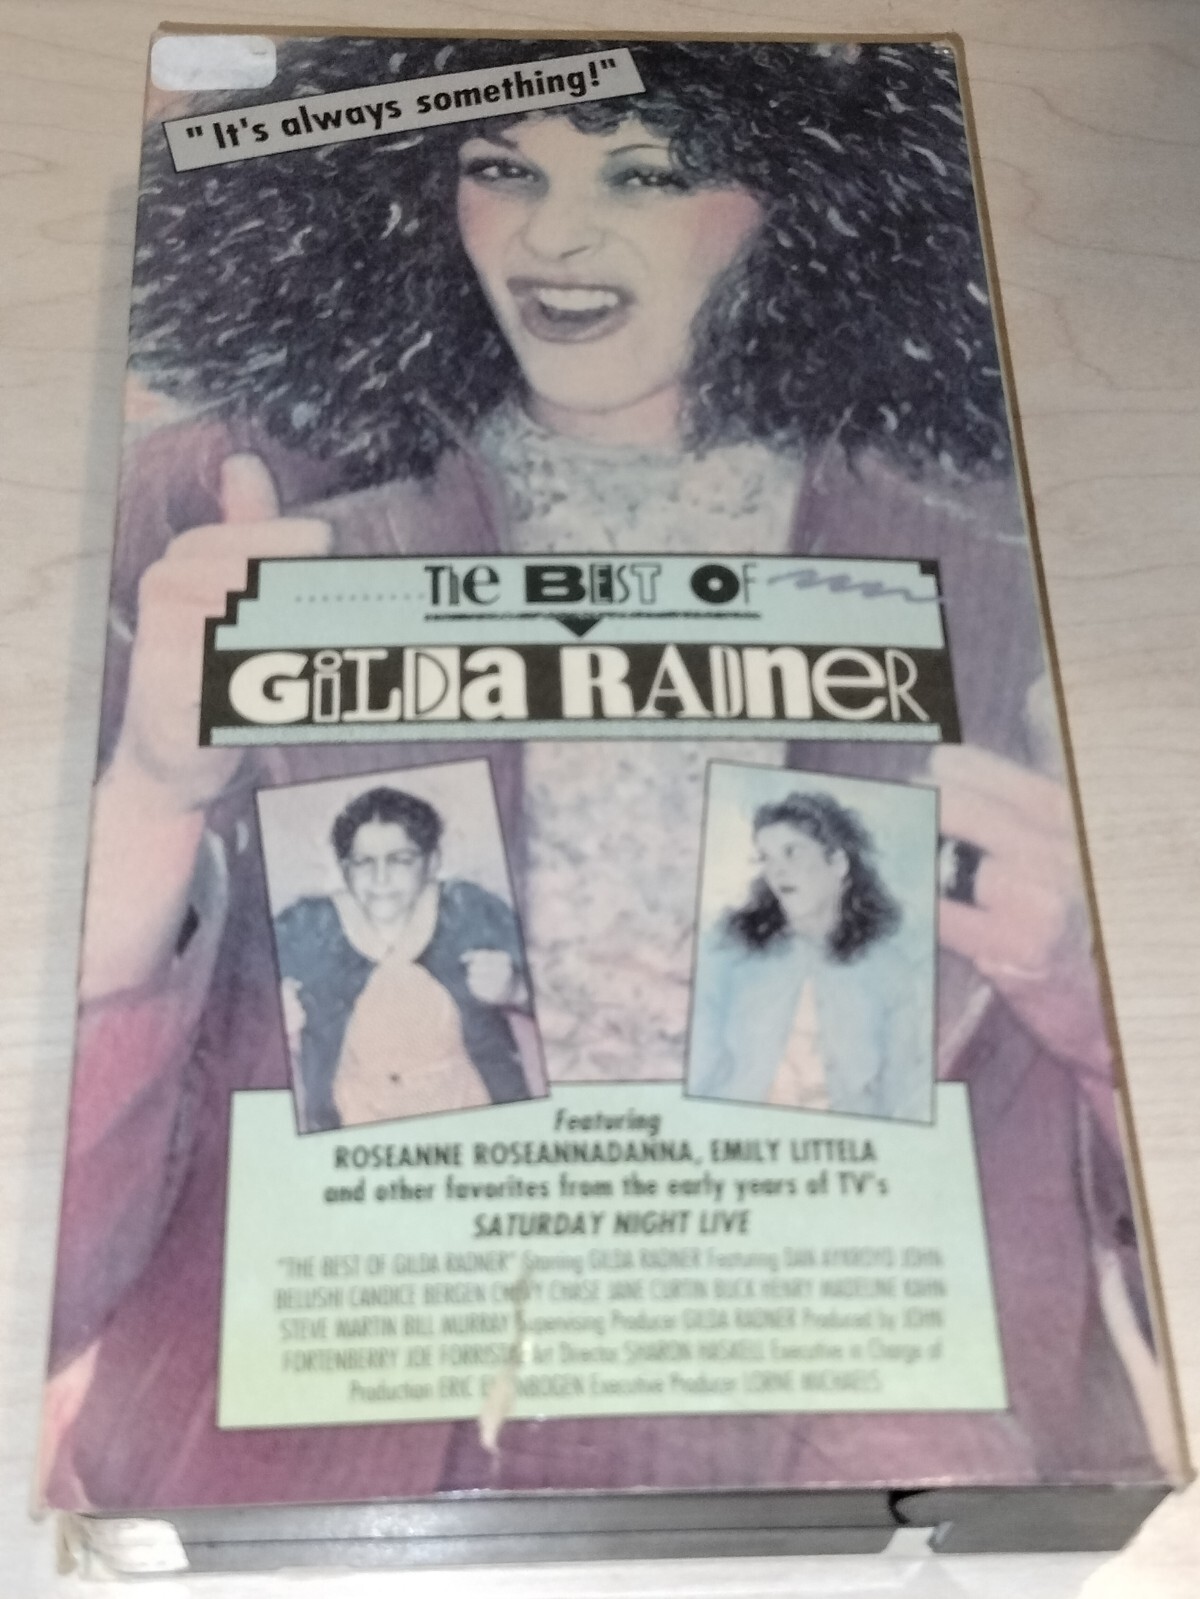 "It's always something!"
THE BEST OF
GILDA RADNER
Featuring
ROSEANNE ROSEANNADANNA, EMILY LITTELA
and other favorites from the early years of TV's
SATURDAY NIGHT LIVE
"THE BEST OF GILDA RADNER" Starring GILDA RADNER Featuring DAN AYKROYD JOHN
BELUSHI CANDICE BERGEN CHEVY CHASE JANE CURTIN BUCK HENRY MADELINE KAHN
STEVE MARTIN BILL MURRAY Supervising Producer GILDA RADNER Produced by JOHN
FORTENBERRY JOE Art Director SHARON HASKELL Executive in Charge of
Production ERIC Executive Producer LORNE MICHAELS